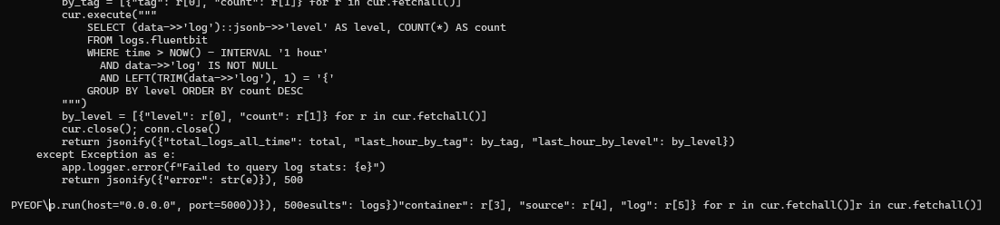 by_tag = [{"tag": r[0], "count": r[1]} for r in cur.fetchall()]
cur.execute("""
SELECT (data->>'log')::jsonb->>'level' AS level, COUNT(*) AS count
FROM logs.fluentbit
WHERE time > NOW() - INTERVAL '1 hour'
AND data->>'log' IS NOT NULL
AND LEFT(TRIM(data->>'log'), 1) = '{'
GROUP BY level ORDER BY count DESC
""")
by_level = [{"level": r[0], "count": r[1]} for r in cur.fetchall()]
cur.close(); conn.close()
return jsonify({"total_logs_all_time": total, "last_hour_by_tag": by_tag, "last_hour_by_level": by_level})
except Exception as e:
app.logger.error(f"Failed to query log stats: {e}")
return jsonify({"error": str(e)}), 500
PYEOF\p.run(host="0.0.0.0", port=5000))}), 500esults": logs})"container": r[3], "source": r[4], "log": r[5]} for r in cur.fetchall()]r in cur.fetchall()]